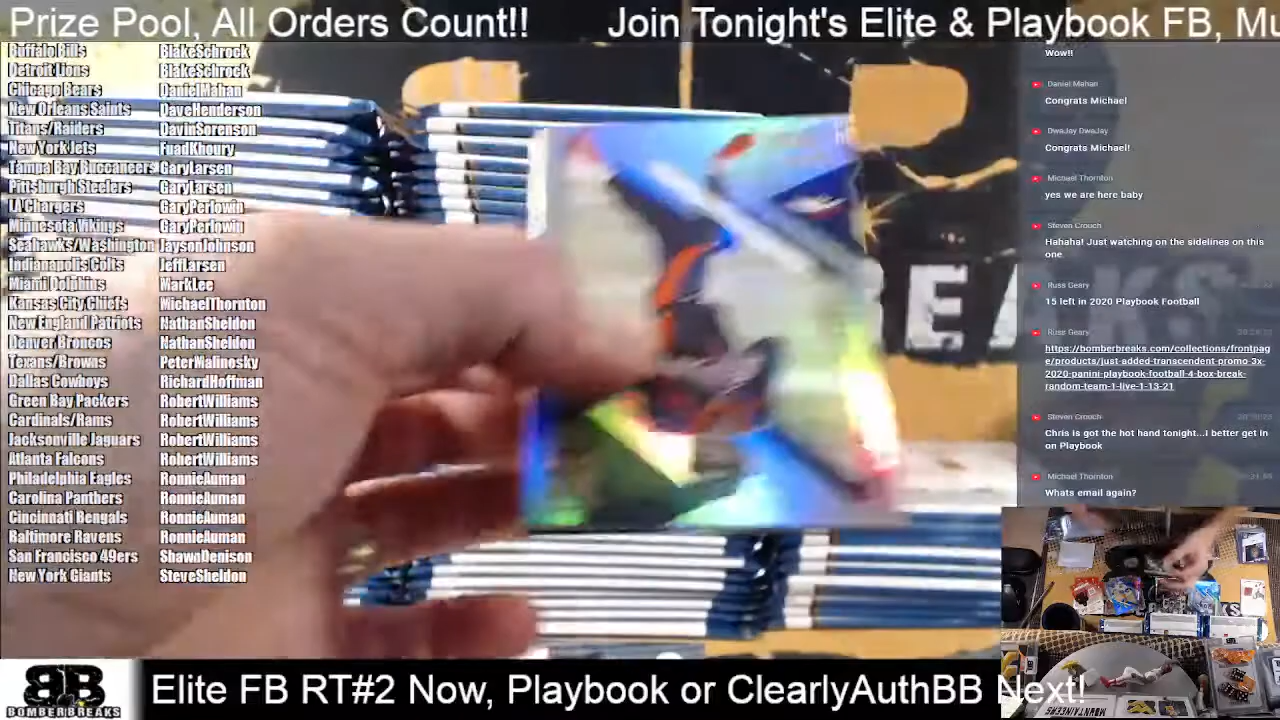 Prize Pool, All Orders Count!! Join Tonight's Elite & Playbook FB, Mu
Buffalo Bills BlakeSchrock
Detroit Lions BlakeSchrock
Chicago Bears DanielMahan
New Orleans Saints DaveHenderson
Titans/Raiders DavinSorenson
New York Jets FuadKhoury
Tampa Bay Buccaneers GaryLarsen
Pittsburgh Steelers GaryLarsen
LA Chargers GaryPerlowin
Minnesota Vikings GaryPerlowin
Seahawks/Washington JaysonJohnson
Indianapolis Colts JeffLarsen
Miami Dolphins MarkLee
Kansas City Chiefs MichaelThornton
New England Patriots NathanSheldon
Denver Broncos NathanSheldon
Texans/Browns PeterMalinosky
Dallas Cowboys RichardHoffman
Green Bay Packers RobertWilliams
Cardinals/Rams RobertWilliams
Jacksonville Jaguars RobertWilliams
Atlanta Falcons RobertWilliams
Philadelphia Eagles RonnieAuman
Carolina Panthers RonnieAuman
Cincinnati Bengals RonnieAuman
Baltimore Ravens RonnieAuman
San Francisco 49ers ShawnDenison
New York Giants SteveSheldon
EAKS
Wow!!
Daniel Mahan
Congrats Michael
DwaJay DwaJay
Congrats Michael!
Michael Thornton
yes we are here baby
Steven Crouch
Hahaha! Just watching on the sidelines on this
one
Russ Geary
15 left in 2020 Playbook Football
Russ Geary
https://bomberbreaks.com/collections/frontpag
e/products/just-added-transcendent-promo-3x-
2020-panini-playbook-football-4-box-break-
random-team-1-live-1-13-21
Steven Crouch
Chris is got the hot hand tonight...i better get in
on Playbook
Michael Thornton
Whats email again?
MOUNTAINEERS
BB
BOMBERBREAKS
Elite FB RT#2 Now, Playbook or ClearlyAuthBB Next!